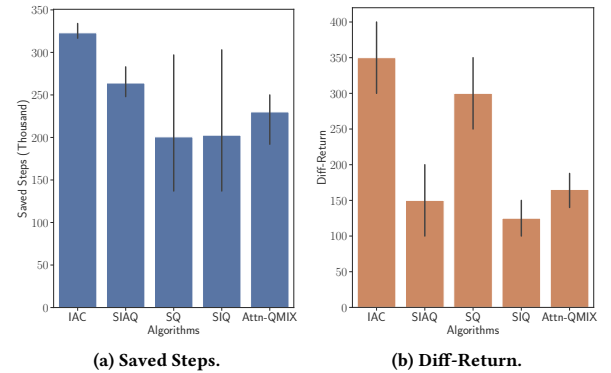 Saved Steps (Thousand)
350
300
250
200
150
100
50
0
IAC SIAQ SQ SIQ Attn-QMIX
Algorithms
(a) Saved Steps.
Diff-Return
400
350
300
250
200
150
100
50
0
IAC SIAQ SQ SIQ Attn-QMIX
Algorithms
(b) Diff-Return.